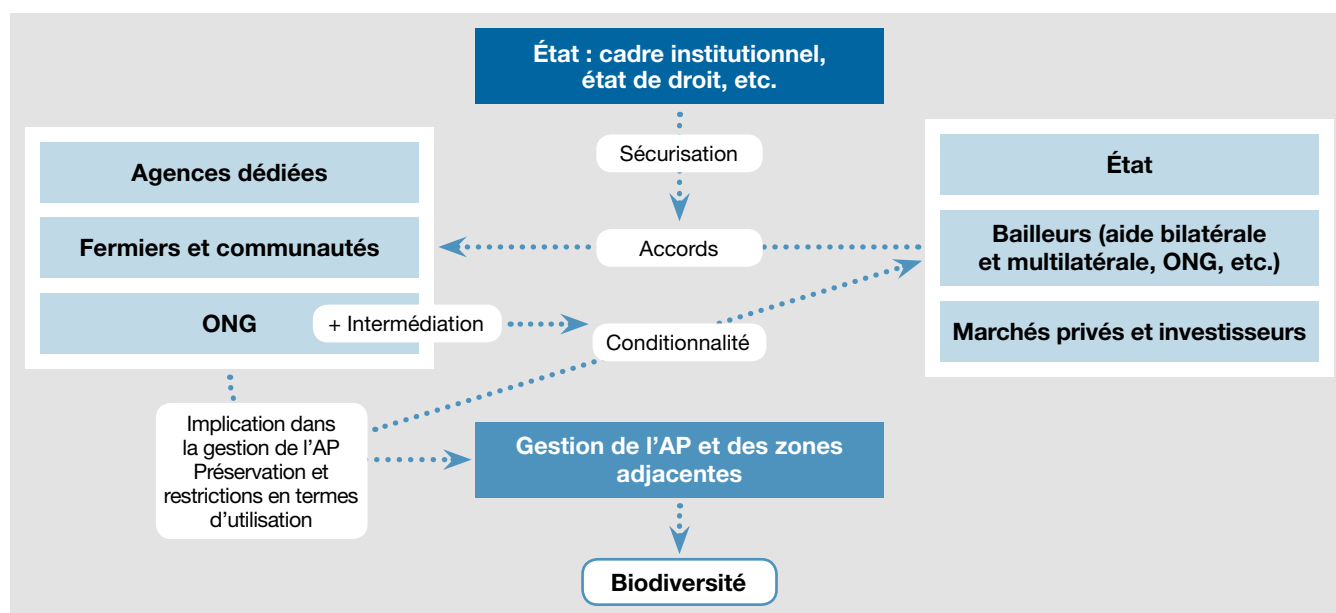 État : cadre institutionnel,
état de droit, etc.
Sécurisation
Accords
Agences dédiées
Fermiers et communautés
ONG
+ Intermédiation
Conditionnalité
État
Bailleurs (aide bilatérale
et multilatérale, ONG, etc.)
Marchés privés et investisseurs
Implication dans
la gestion de l’AP
Préservation et
restrictions en termes
d’utilisation
Gestion de l’AP et des zones
adjacentes
Biodiversité